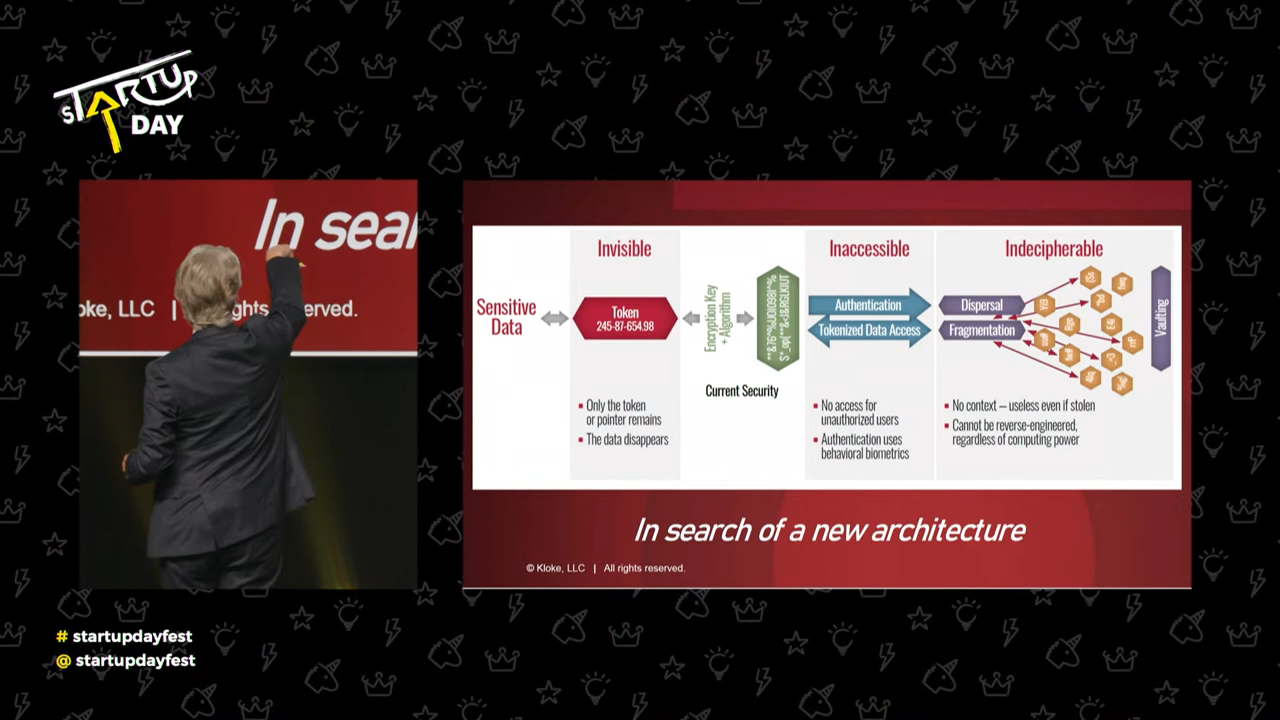 STARTUP
DAY
In sear
oke, LLC | ights erved.
Invisible
Inaccessible
Indecipherable
Sensitive
Data
Token
245-87-654.98
Encryption Key
+ Algorithm
Current Security
Authentication
Tokenized Data Access
Dispersal
Fragmentation
Vaulting
▪ Only the token
or pointer remains
▪ The data disappears
▪ No access for
unauthorized users
▪ Authentication uses
behavioral biometrics
▪ No context – useless even if stolen
▪ Cannot be reverse-engineered,
regardless of computing power
In search of a new architecture
© Kloke, LLC | All rights reserved.
# startupdayfest
@ startupdayfest